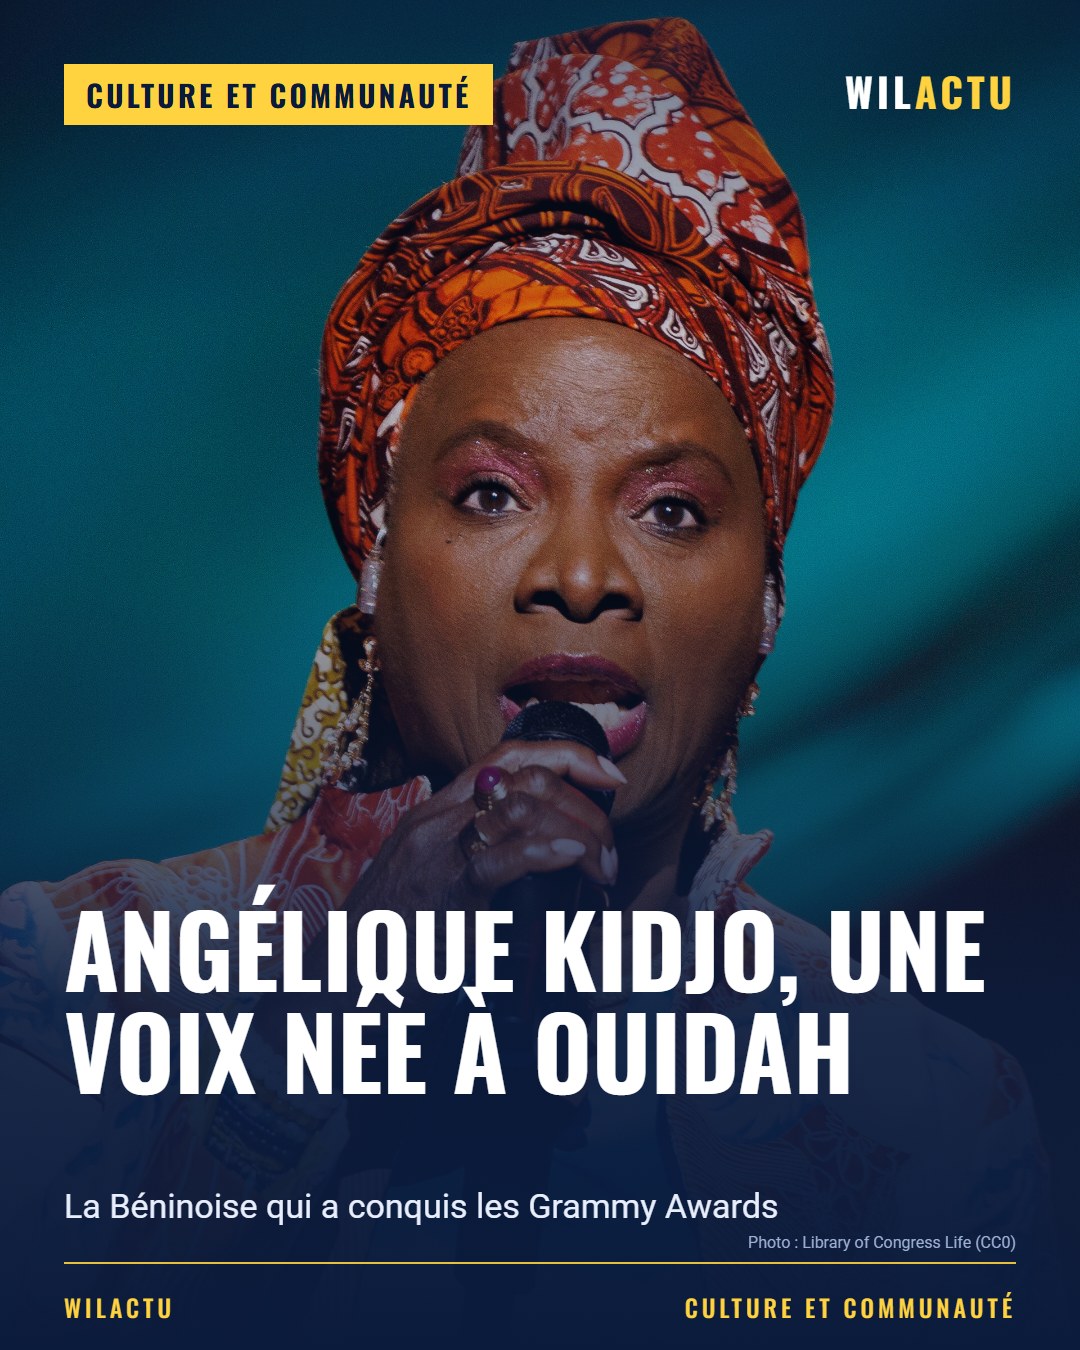 CULTURE ET COMMUNAUTÉ
WILACTU
ANGÉLIQUE KIDJO, UNE
VOIX NÉE À OUIDAH
La Béninoise qui a conquis les Grammy Awards
Photo : Library of Congress Life (CC0)
WILACTU
CULTURE ET COMMUNAUTÉ